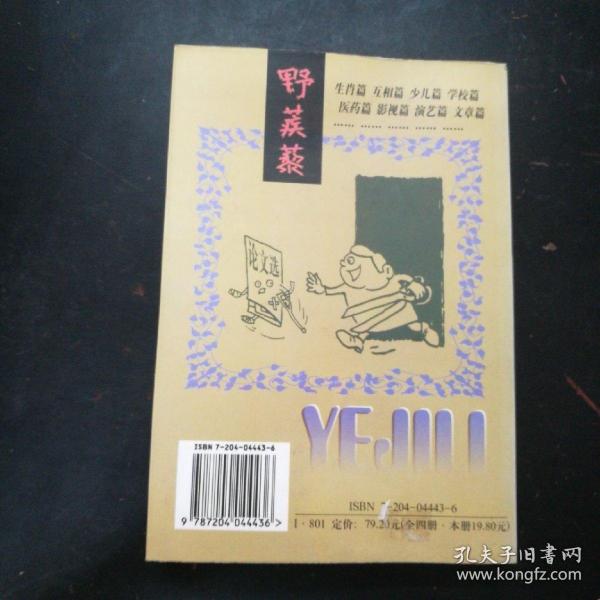 野蒺藜
生肖篇 互相篇 少儿篇 学校篇
医药篇 影视篇 演艺篇 文章篇
…… …… …… …… ……
论文选
YEJILI
ISBN 7-204-04443-6
9 787204 044436 >
ISBN 7-204-04443-6
I·801 定价：79.20元(全四册·本册19.80元)
孔夫子旧书网
www.kongfz.com